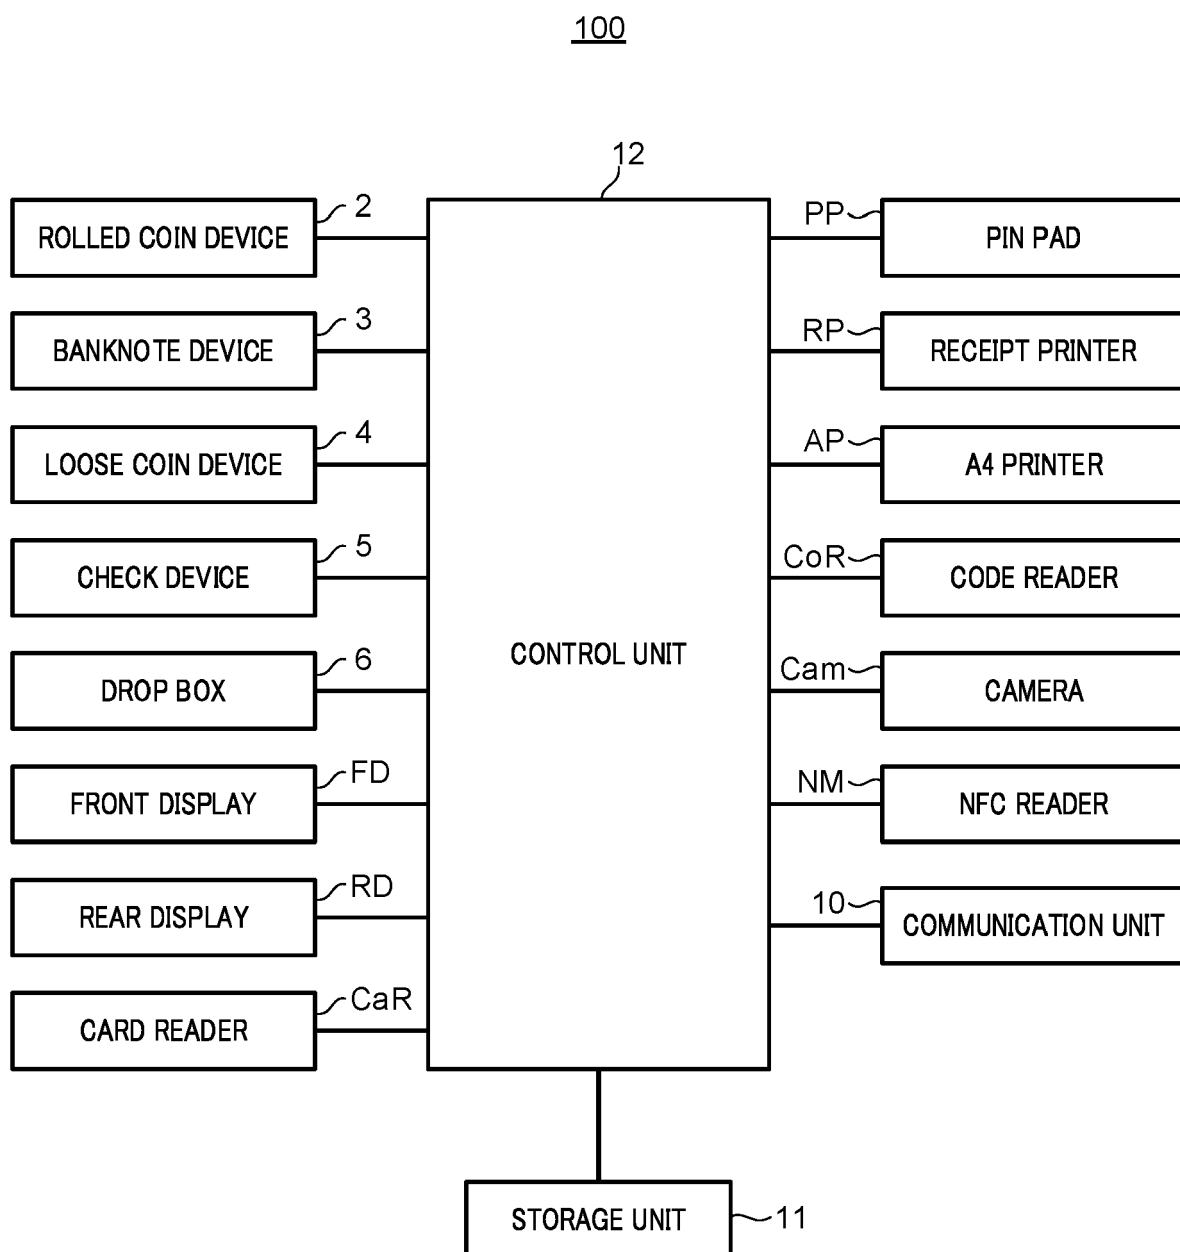 100
12
2
ROLLED COIN DEVICE
3
BANKNOTE DEVICE
4
LOOSE COIN DEVICE
5
CHECK DEVICE
6
DROP BOX
FD
FRONT DISPLAY
RD
REAR DISPLAY
CaR
CARD READER
CONTROL UNIT
PP
PIN PAD
RP
RECEIPT PRINTER
AP
A4 PRINTER
CoR
CODE READER
Cam
CAMERA
NM
NFC READER
10
COMMUNICATION UNIT
STORAGE UNIT
11